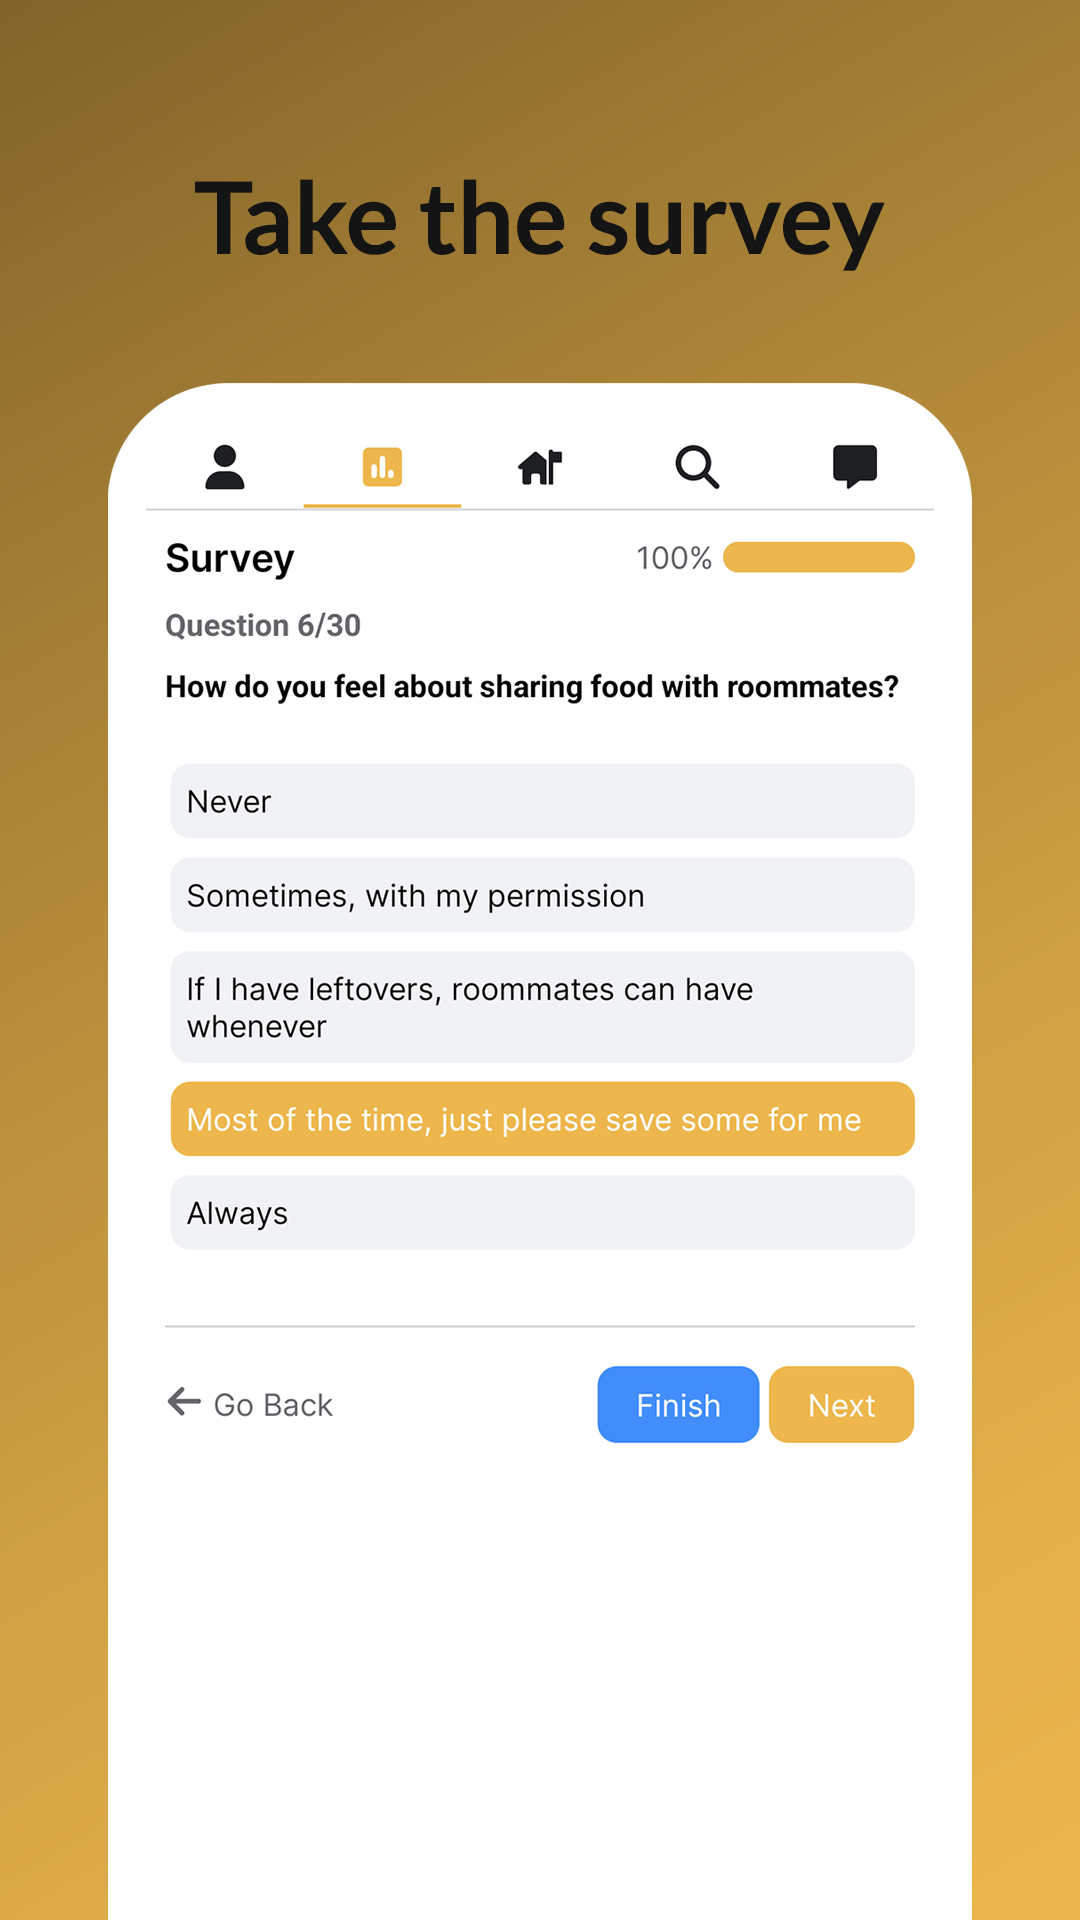 Take the survey
Survey
100%
Question 6/30
How do you feel about sharing food with roommates?
Never
Sometimes, with my permission
If I have leftovers, roommates can have
whenever
Most of the time, just please save some for me
Always
Go Back
Finish
Next